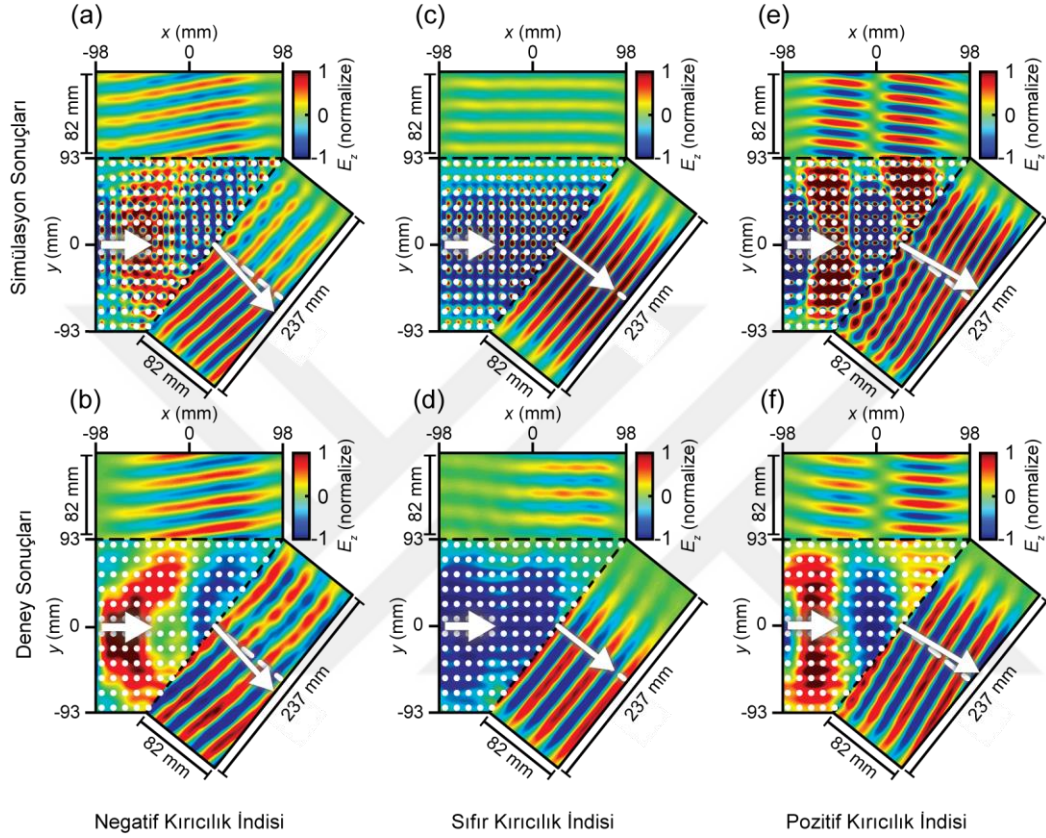 (a)
x (mm)
-98 0 98
82 mm
1
0
-1
E_z (normalize)
93
y (mm)
0
-93
82 mm
237 mm
(c)
x (mm)
-98 0 98
82 mm
1
0
-1
E_z (normalize)
93
y (mm)
0
-93
82 mm
237 mm
(e)
x (mm)
-98 0 98
82 mm
1
0
-1
E_z (normalize)
93
y (mm)
0
-93
82 mm
237 mm
Simülasyon Sonuçları
(b)
x (mm)
-98 0 98
82 mm
1
0
-1
E_z (normalize)
93
y (mm)
0
-93
82 mm
237 mm
(d)
x (mm)
-98 0 98
82 mm
1
0
-1
E_z (normalize)
93
y (mm)
0
-93
82 mm
237 mm
(f)
x (mm)
-98 0 98
82 mm
1
0
-1
E_z (normalize)
93
y (mm)
0
-93
82 mm
237 mm
Deney Sonuçları
Negatif Kırıcılık İndisi
Sıfır Kırıcılık İndisi
Pozitif Kırıcılık İndisi